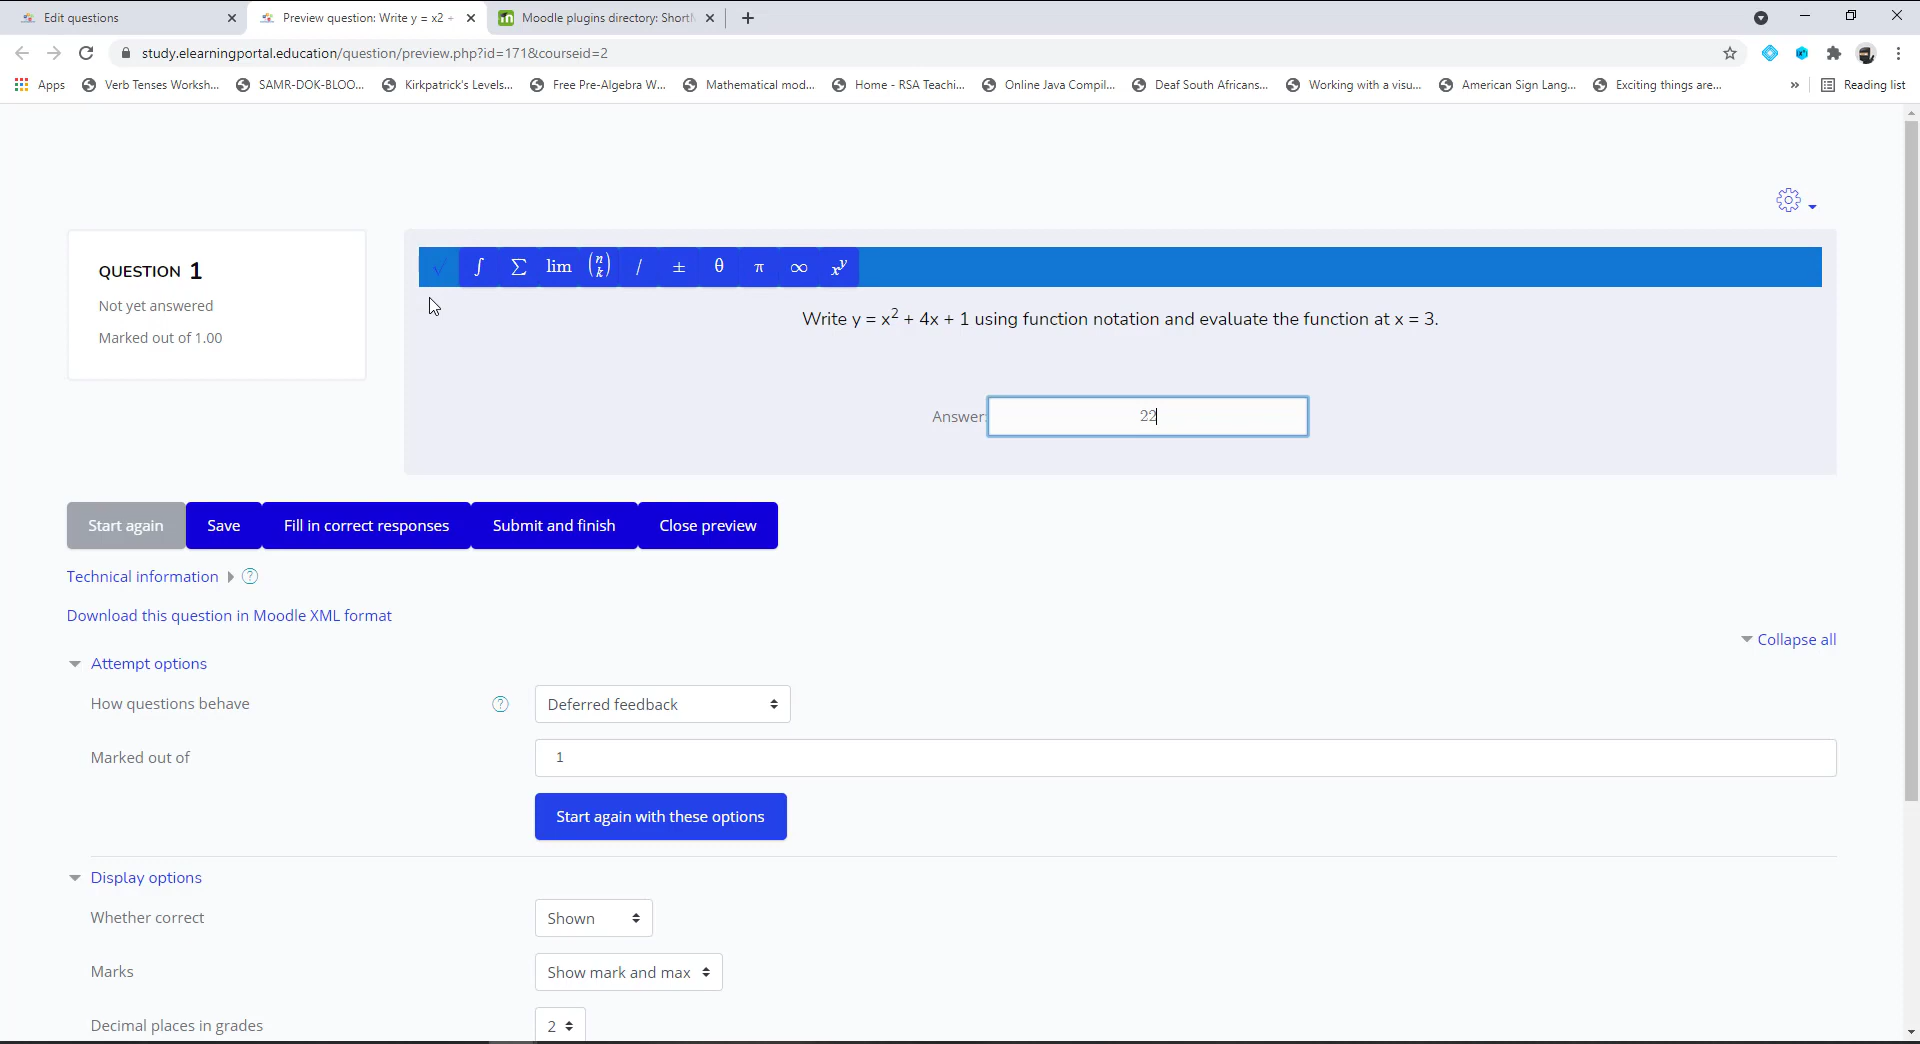 Edit questions
Preview question: Write y = x2 +
Moodle plugins directory: Short
study.elearningportal.education/question/preview.php?id=171&courseid=2
Apps
Verb Tenses Worksh...
SAMR-DOK-BLOO...
Kirkpatrick's Levels...
Free Pre-Algebra W...
Mathematical mod...
Home - RSA Teachi...
Online Java Compil...
Deaf South Africans...
Working with a visu...
American Sign Lang...
Exciting things are...
»
Reading list
QUESTION 1
Not yet answered
Marked out of 1.00
√ ∫ ∑ lim (n k) / ± θ π ∞ x^y
Write y = x² + 4x + 1 using function notation and evaluate the function at x = 3.
Answer: 22
Start again
Save
Fill in correct responses
Submit and finish
Close preview
Technical information
Download this question in Moodle XML format
Collapse all
Attempt options
How questions behave
Deferred feedback
Marked out of
1
Start again with these options
Display options
Whether correct
Shown
Marks
Show mark and max
Decimal places in grades
2